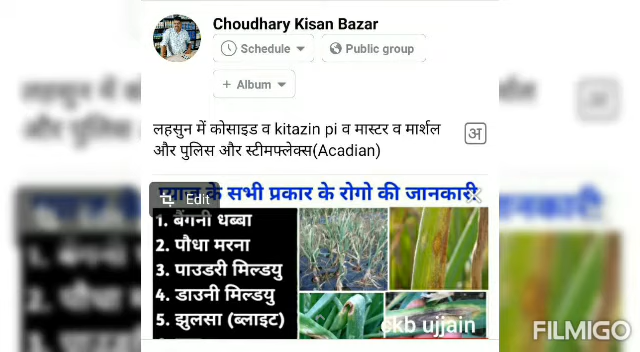 Choudhary Kisan Bazar
Schedule
Public group
+ Album
लहसुन में कोसाइड व kitazin pi व मास्टर व मार्शल
और पुलिस और स्टीमफ्लेक्स(Acadian)
अ
प्याज के सभी प्रकार के रोगो की जानकारी
Edit
1. बैंगनी धब्बा
2. पौधा मरना
3. पाउडरी मिल्डयु
4. डाउनी मिल्डयु
5. झुलसा (ब्लाइट)
ckb ujjain
FILMIGO